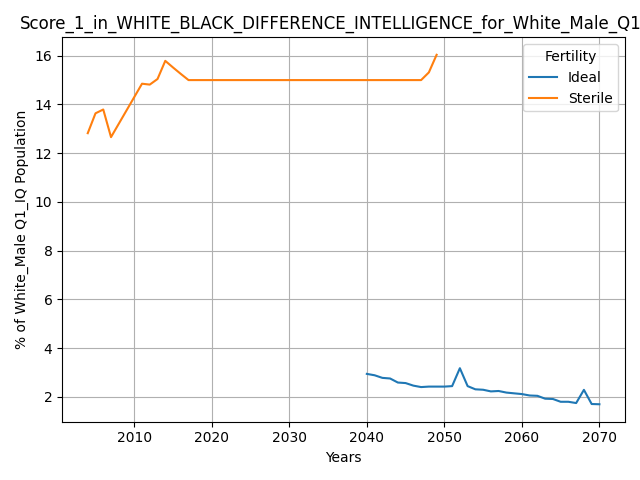 Score_1_in_WHITE_BLACK_DIFFERENCE_INTELLIGENCE_for_White_Male_Q1
16
14
12
10
8
6
4
2
% of White_Male Q1_IQ Population
Fertility
Ideal
Sterile
2010 2020 2030 2040 2050 2060 2070
Years